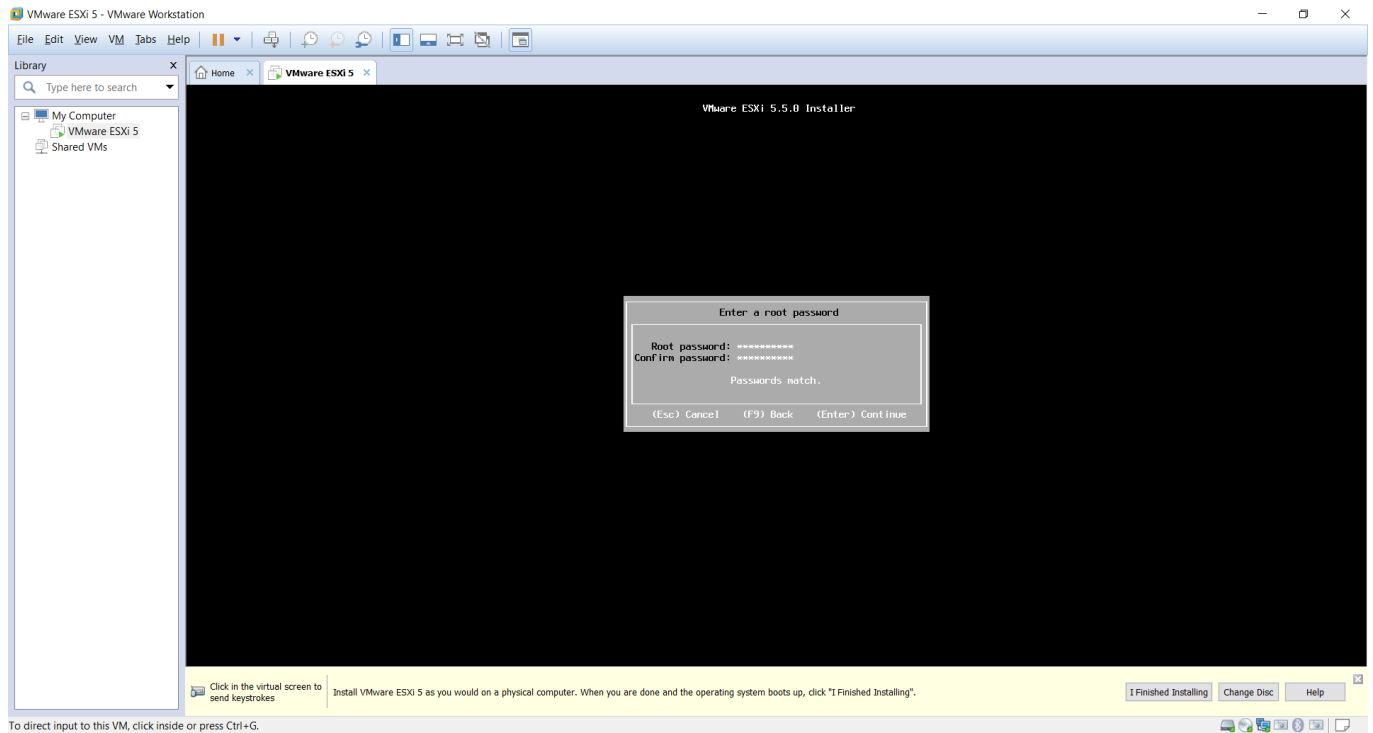 VMware ESXi 5 - VMware Workstation
File Edit View VM Tabs Help
Library x
Type here to search
My Computer
VMware ESXi 5
Shared VMs
Home × VMware ESXi 5 ×
VMware ESXi 5.5.0 Installer
Enter a root password
Root password: **********
Confirm password: **********
Passwords match.
(Esc) Cancel (F9) Back (Enter) Continue
Click in the virtual screen to
send keystrokes
Install VMware ESXi 5 as you would on a physical computer. When you are done and the operating system boots up, click "I Finished Installing".
I Finished Installing Change Disc Help
To direct input to this VM, click inside or press Ctrl+G.